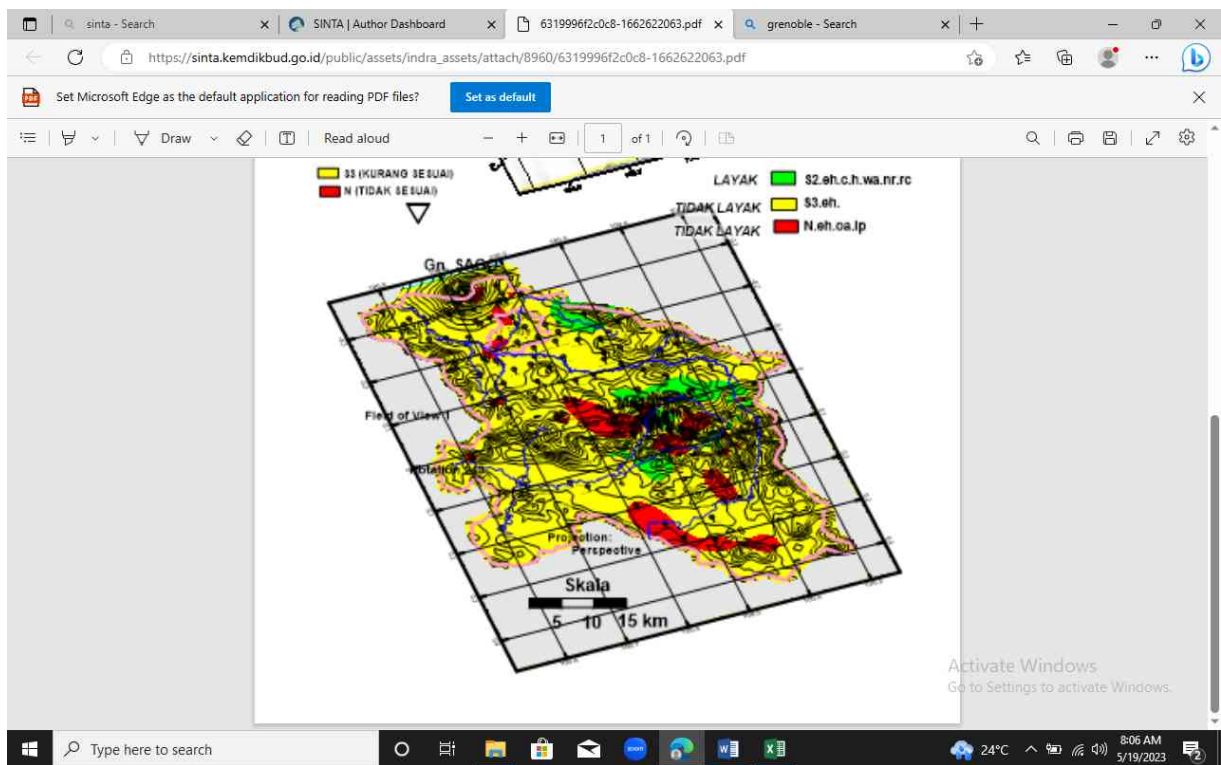 sinta - Search
SINTA | Author Dashboard
6319996f2c0c8-1662622063.pdf
grenoble - Search
https://sinta.kemdikbud.go.id/public/assets/indra_assets/attach/8960/6319996f2c0c8-1662622063.pdf
Set Microsoft Edge as the default application for reading PDF files?
Set as default
Draw
Read aloud
1
of 1
S3 (KURANG SESUAI)
N (TIDAK SESUAI)
LAYAK S2.eh.c.h.wa.nr.rc
TIDAK LAYAK S3.eh.
TIDAK LAYAK N.eh.oa.lp
Gn. SAGO
Field of View
Projection:
Perspective
Skala
5 10 15 km
Activate Windows
Go to Settings to activate Windows.
Type here to search
zoom
24°C
8:06 AM
5/19/2023
2